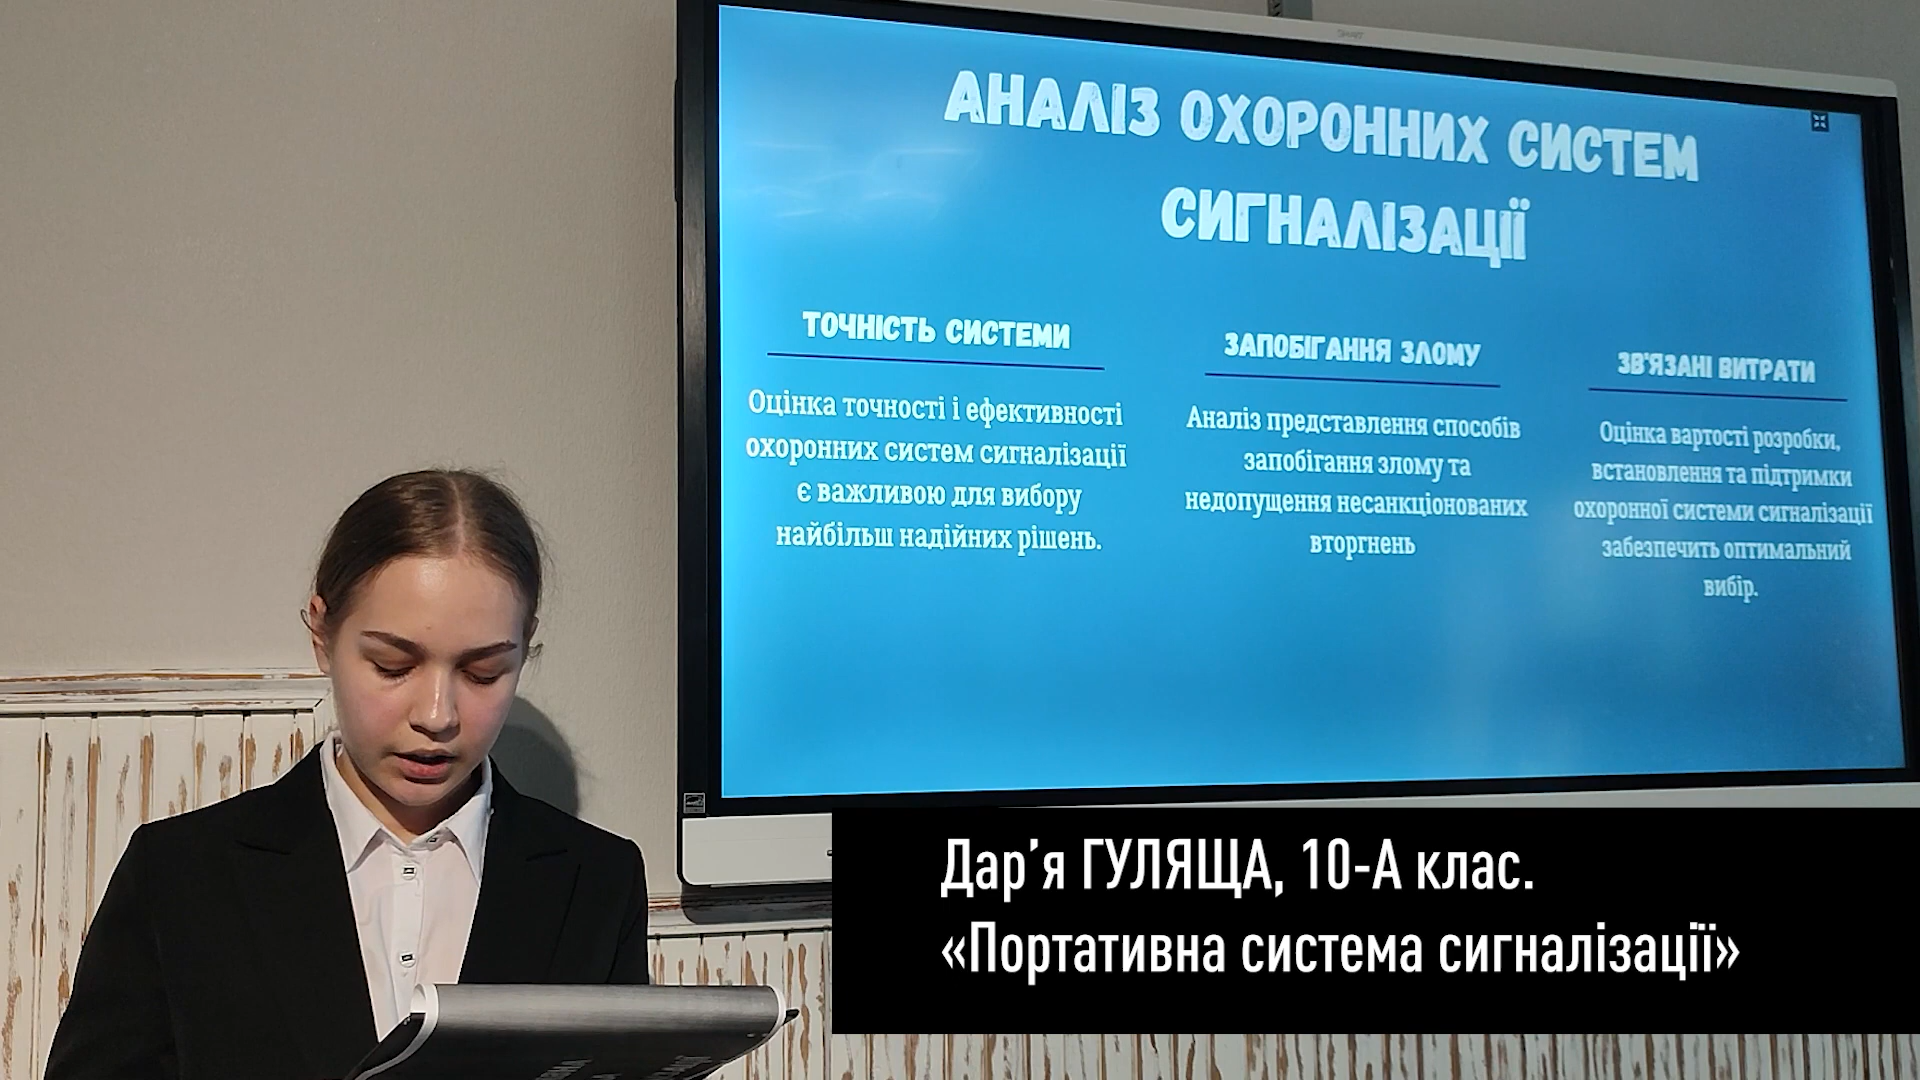 АНАЛІЗ ОХОРОННИХ СИСТЕМ
СИГНАЛІЗАЦІЇ
ТОЧНІСТЬ СИСТЕМИ
Оцінка точності і ефективності
охоронних систем сигналізації
є важливою для вибору
найбільш надійних рішень.
ЗАПОБІГАННЯ ЗЛОМУ
Аналіз представлення способів
запобігання злому та
недопущення несанкціонованих
вторгнень
ЗВ'ЯЗАНІ ВИТРАТИ
Оцінка вартості розробки,
встановлення та підтримки
охоронної системи сигналізації
забезпечить оптимальний
вибір.
Дар’я ГУЛЯЩА, 10-А клас.
«Портативна система сигналізації»